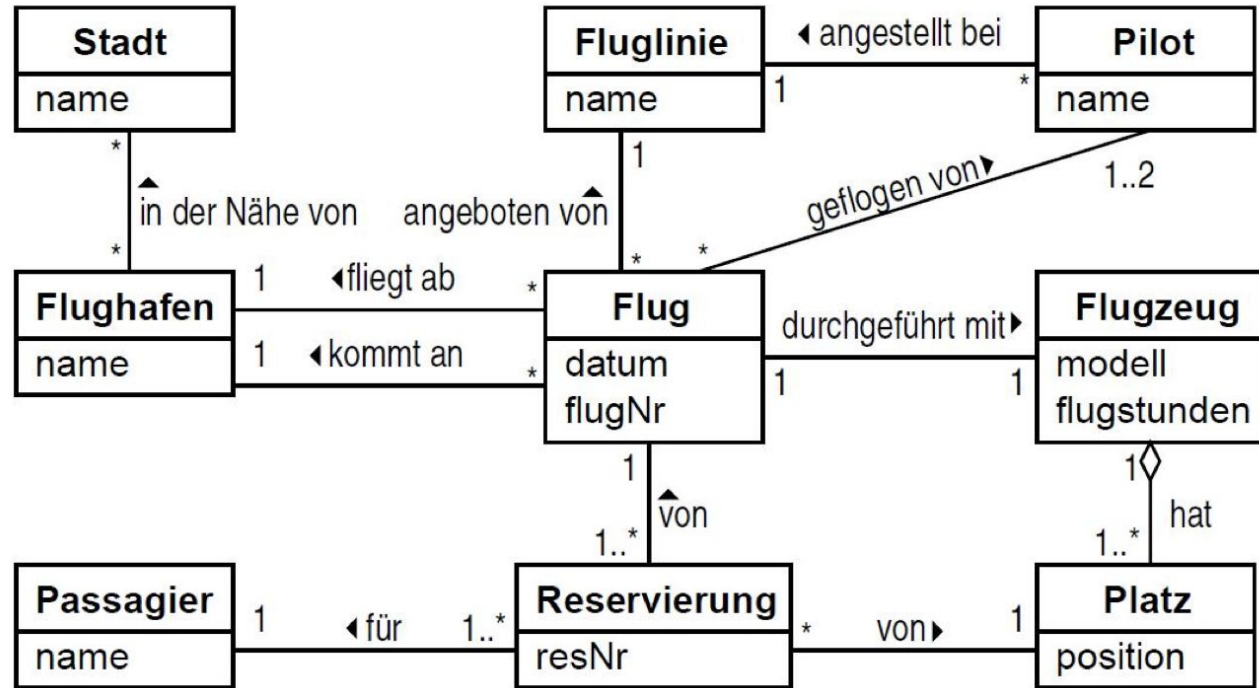 Stadt
name
Fluglinie
name
◄ angestellt bei
1
*
Pilot
name
*
in der Nähe von
*
1
angeboten von
*
geflogen von►
1..2
*
Flughafen
name
1
◄fliegt ab
*
1
◄kommt an
*
Flug
datum
flugNr
durchgeführt mit►
1
1
Flugzeug
modell
flugstunden
1
von
1..*
1
hat
1..*
Passagier
name
1
◄für
1..*
Reservierung
resNr
*
von►
1
Platz
position